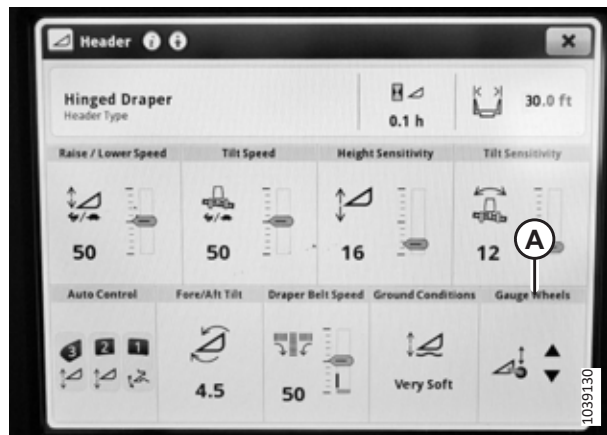 Header
Hinged Draper
Header Type
0.1 h
30.0 ft
Raise / Lower Speed
Tilt Speed
Height Sensitivity
Tilt Sensitivity
50
50
16
12
A
Auto Control
Fore/Aft Tilt
Draper Belt Speed
Ground Conditions
Gauge Wheels
3 2 1
4.5
50
Very Soft
1039130